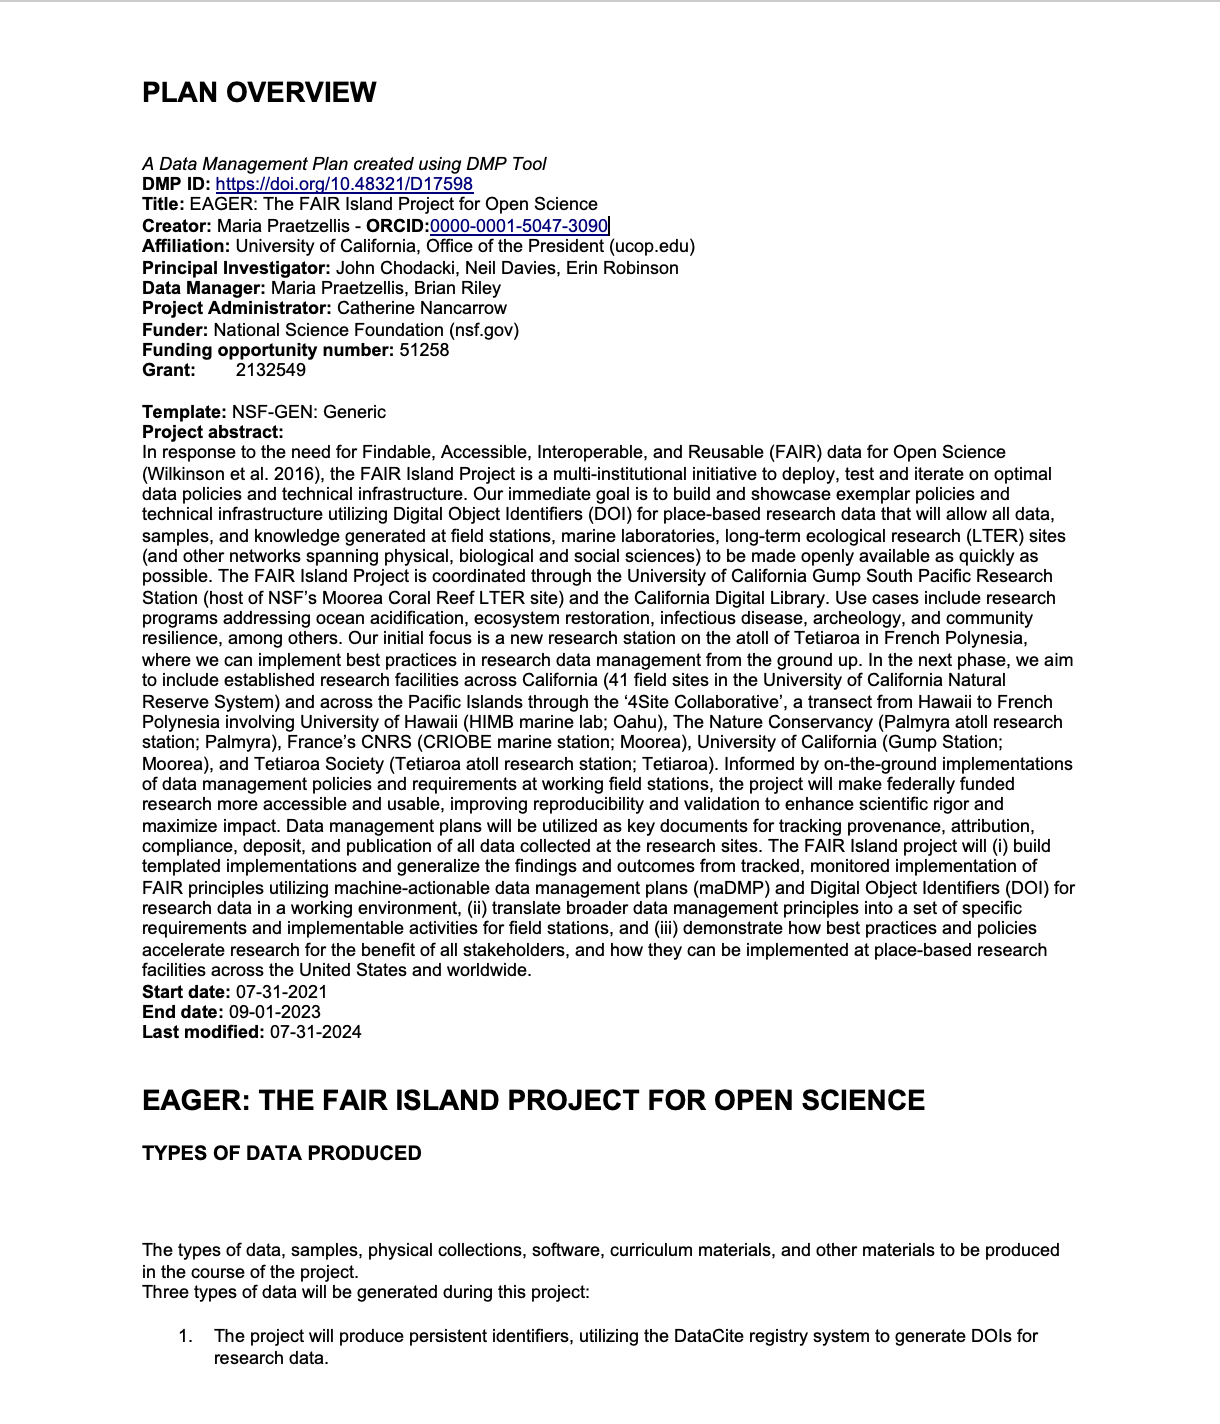 PLAN OVERVIEW
A Data Management Plan created using DMP Tool
DMP ID: https://doi.org/10.48321/D17598
Title: EAGER: The FAIR Island Project for Open Science
Creator: Maria Praetzellis - ORCID:0000-0001-5047-3090
Affiliation: University of California, Office of the President (ucop.edu)
Principal Investigator: John Chodacki, Neil Davies, Erin Robinson
Data Manager: Maria Praetzellis, Brian Riley
Project Administrator: Catherine Nancarrow
Funder: National Science Foundation (nsf.gov)
Funding opportunity number: 51258
Grant: 2132549
Template: NSF-GEN: Generic
Project abstract:
In response to the need for Findable, Accessible, Interoperable, and Reusable (FAIR) data for Open Science
(Wilkinson et al. 2016), the FAIR Island Project is a multi-institutional initiative to deploy, test and iterate on optimal
data policies and technical infrastructure. Our immediate goal is to build and showcase exemplar policies and
technical infrastructure utilizing Digital Object Identifiers (DOI) for place-based research data that will allow all data,
samples, and knowledge generated at field stations, marine laboratories, long-term ecological research (LTER) sites
(and other networks spanning physical, biological and social sciences) to be made openly available as quickly as
possible. The FAIR Island Project is coordinated through the University of California Gump South Pacific Research
Station (host of NSF’s Moorea Coral Reef LTER site) and the California Digital Library. Use cases include research
programs addressing ocean acidification, ecosystem restoration, infectious disease, archeology, and community
resilience, among others. Our initial focus is a new research station on the atoll of Tetiaroa in French Polynesia,
where we can implement best practices in research data management from the ground up. In the next phase, we aim
to include established research facilities across California (41 field sites in the University of California Natural
Reserve System) and across the Pacific Islands through the ‘4Site Collaborative’, a transect from Hawaii to French
Polynesia involving University of Hawaii (HIMB marine lab; Oahu), The Nature Conservancy (Palmyra atoll research
station; Palmyra), France’s CNRS (CRIOBE marine station; Moorea), University of California (Gump Station;
Moorea), and Tetiaroa Society (Tetiaroa atoll research station; Tetiaroa). Informed by on-the-ground implementations
of data management policies and requirements at working field stations, the project will make federally funded
research more accessible and usable, improving reproducibility and validation to enhance scientific rigor and
maximize impact. Data management plans will be utilized as key documents for tracking provenance, attribution,
compliance, deposit, and publication of all data collected at the research sites. The FAIR Island project will (i) build
templated implementations and generalize the findings and outcomes from tracked, monitored implementation of
FAIR principles utilizing machine-actionable data management plans (maDMP) and Digital Object Identifiers (DOI) for
research data in a working environment, (ii) translate broader data management principles into a set of specific
requirements and implementable activities for field stations, and (iii) demonstrate how best practices and policies
accelerate research for the benefit of all stakeholders, and how they can be implemented at place-based research
facilities across the United States and worldwide.
Start date: 07-31-2021
End date: 09-01-2023
Last modified: 07-31-2024
EAGER: THE FAIR ISLAND PROJECT FOR OPEN SCIENCE
TYPES OF DATA PRODUCED
The types of data, samples, physical collections, software, curriculum materials, and other materials to be produced
in the course of the project.
Three types of data will be generated during this project:
1. The project will produce persistent identifiers, utilizing the DataCite registry system to generate DOIs for
research data.